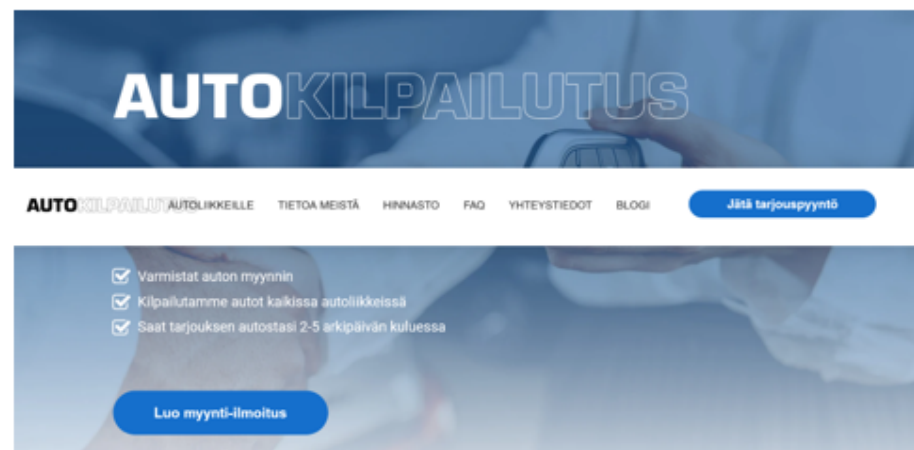 AUTOKILPAILUTUS
AUTOKILPAILUTUS AUTOLIIKKEILLE TIETOA MEISTÄ HINNASTO FAQ YHTEYSTIEDOT BLOGI Jätä tarjouspyyntö
Varmistat auton myynnin
Kilpailutamme autot kaikissa autoliikkeissä
Saat tarjouksen autostasi 2-5 arkipäivän kuluessa
Luo myynti-ilmoitus